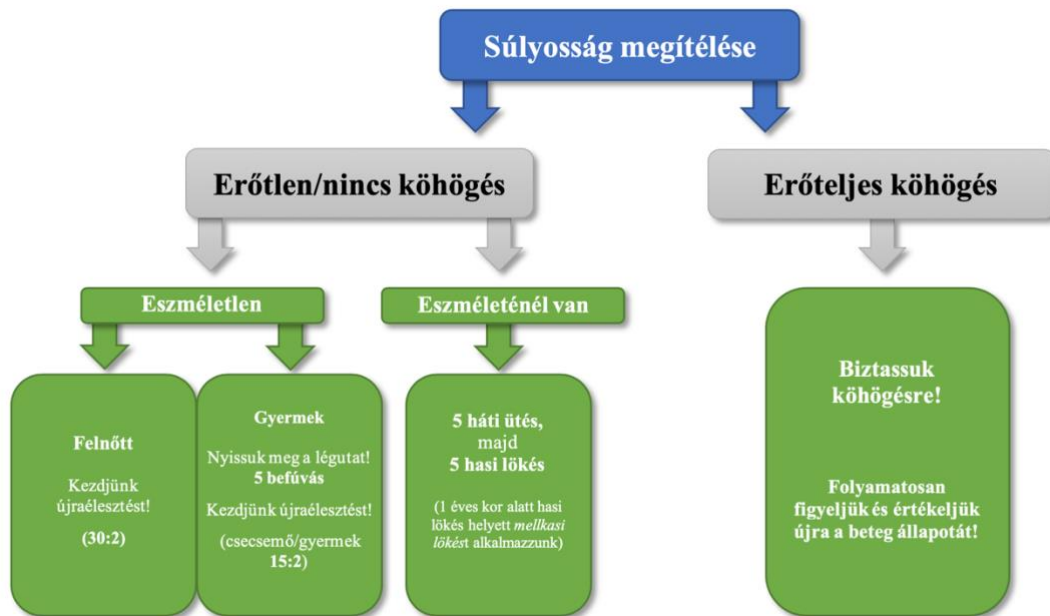 Súlyosság megítélése
Erőtlen/nincs köhögés
Erőteljes köhögés
Eszméletlen
Eszméleténél van
Felnőtt
Kezdjünk
újraélesztést!
(30:2)
Gyermek
Nyissuk meg a légutat!
5 befúvás
Kezdjünk újraélesztést!
(csecsemő/gyermek
15:2)
5 háti ütés,
majd
5 hasi lökés
(1 éves kor alatt hasi
lökés helyett mellkasi
lökést alkalmazzunk)
Biztassuk
köhögésre!
Folyamatosan
figyeljük és értékeljük
újra a beteg állapotát!